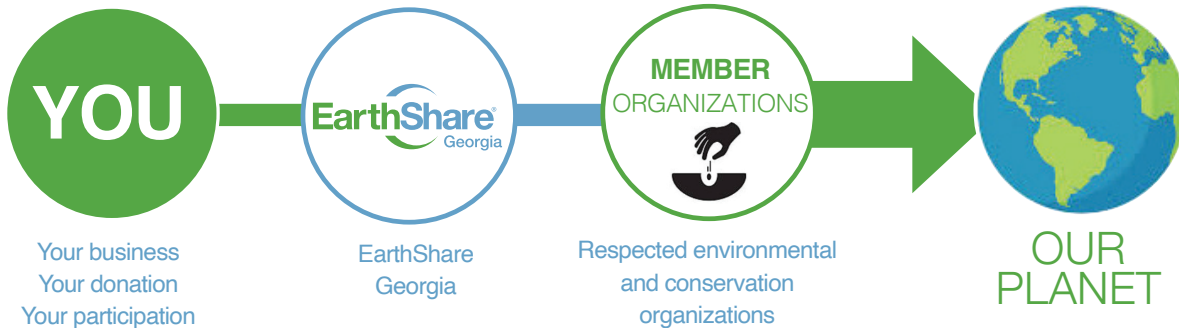 YOU
Your business
Your donation
Your participation
EarthShare®
Georgia
EarthShare
Georgia
MEMBER
ORGANIZATIONS
Respected environmental
and conservation
organizations
OUR
PLANET